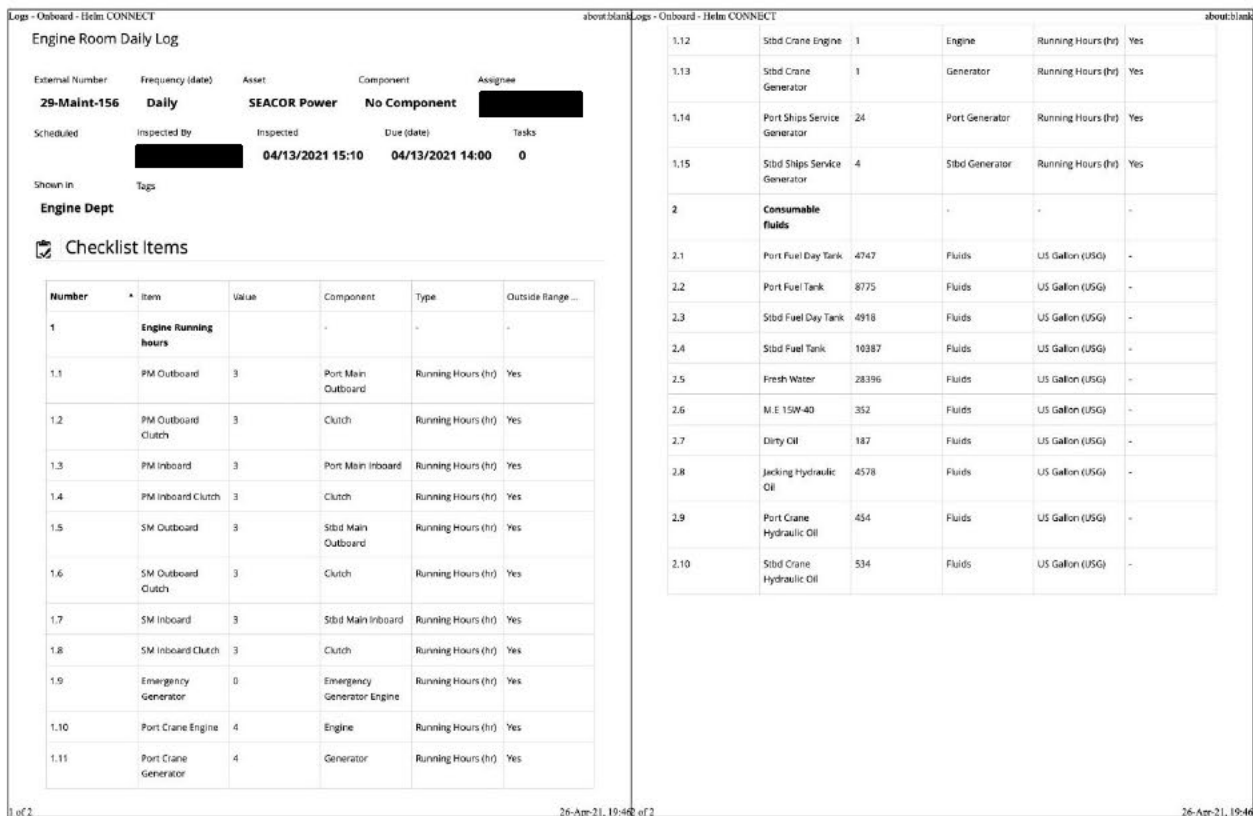 Logs - Onboard - Helm CONNECT about:blank
Engine Room Daily Log
External Number Frequency (date) Asset Component Assignee
29-Maint-156 Daily SEACOR Power No Component
Scheduled Inspected By Inspected Due (date) Tasks
04/13/2021 15:10 04/13/2021 14:00 0
Shown in Tags
Engine Dept
Checklist Items
Number Item Value Component Type Outside Range ...
1 Engine Running - - -
hours
1.1 PM Outboard 3 Port Main Running Hours (hr) Yes
Outboard
1.2 PM Outboard 3 Clutch Running Hours (hr) Yes
Clutch
1.3 PM Inboard 3 Port Main Inboard Running Hours (hr) Yes
1.4 PM Inboard Clutch 3 Clutch Running Hours (hr) Yes
1.5 SM Outboard 3 Stbd Main Running Hours (hr) Yes
Outboard
1.6 SM Outboard 3 Clutch Running Hours (hr) Yes
Clutch
1.7 SM Inboard 3 Stbd Main Inboard Running Hours (hr) Yes
1.8 SM Inboard Clutch 3 Clutch Running Hours (hr) Yes
1.9 Emergency 0 Emergency Running Hours (hr) Yes
Generator Generator Engine
1.10 Port Crane Engine 4 Engine Running Hours (hr) Yes
1.11 Port Crane 4 Generator Running Hours (hr) Yes
Generator
1 of 2 26-Apr-21, 19:46
Logs - Onboard - Helm CONNECT about:blank
1.12 Stbd Crane Engine 1 Engine Running Hours (hr) Yes
1.13 Stbd Crane 1 Generator Running Hours (hr) Yes
Generator
1.14 Port Ships Service 24 Port Generator Running Hours (hr) Yes
Generator
1.15 Stbd Ships Service 4 Stbd Generator Running Hours (hr) Yes
Generator
2 Consumable - - -
fluids
2.1 Port Fuel Day Tank 4747 Fluids US Gallon (USG) -
2.2 Port Fuel Tank 8775 Fluids US Gallon (USG) -
2.3 Stbd Fuel Day Tank 4918 Fluids US Gallon (USG) -
2.4 Stbd Fuel Tank 10387 Fluids US Gallon (USG) -
2.5 Fresh Water 28396 Fluids US Gallon (USG) -
2.6 M.E 15W-40 352 Fluids US Gallon (USG) -
2.7 Dirty Oil 187 Fluids US Gallon (USG) -
2.8 Jacking Hydraulic 4578 Fluids US Gallon (USG) -
Oil
2.9 Port Crane 454 Fluids US Gallon (USG) -
Hydraulic Oil
2.10 Stbd Crane 534 Fluids US Gallon (USG) -
Hydraulic Oil
2 of 2 26-Apr-21, 19:46